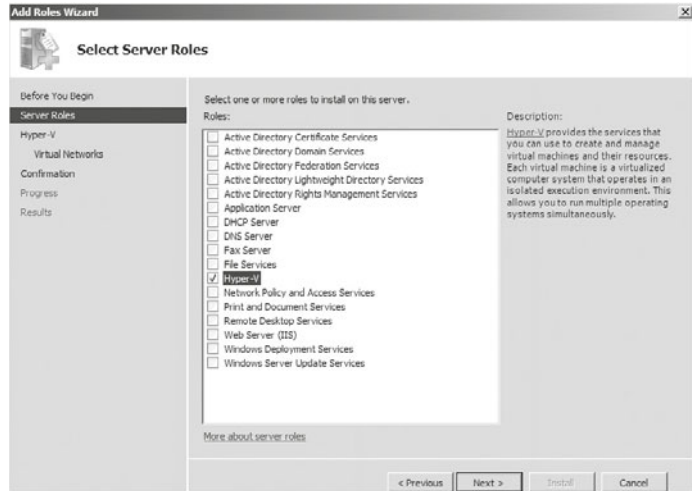 Add Roles Wizard
Select Server Roles
Before You Begin
Server Roles
Hyper-V
Virtual Networks
Confirmation
Progress
Results
Select one or more roles to install on this server.
Roles:
Active Directory Certificate Services
Active Directory Domain Services
Active Directory Federation Services
Active Directory Lightweight Directory Services
Active Directory Rights Management Services
Application Server
DHCP Server
DNS Server
Fax Server
File Services
Hyper-V
Network Policy and Access Services
Print and Document Services
Remote Desktop Services
Web Server (IIS)
Windows Deployment Services
Windows Server Update Services
More about server roles
Description:
Hyper-V provides the services that
you can use to create and manage
virtual machines and their resources.
Each virtual machine is a virtualized
computer system that operates in an
isolated execution environment. This
allows you to run multiple operating
systems simultaneously.
< Previous
Next >
Install
Cancel